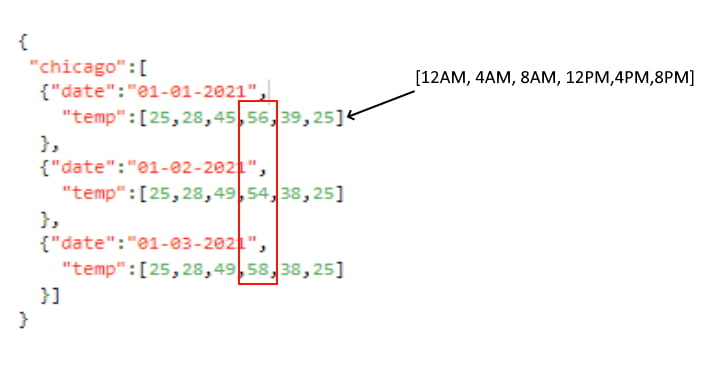 {
"chicago":[
[12AM, 4AM, 8AM, 12PM,4PM,8PM]
{"date":"01-01-2021",
"temp":[25,28,45,56,39,25]
},
{"date":"01-02-2021",
"temp":[25,28,49,54,38,25]
},
{"date":"01-03-2021",
"temp":[25,28,49,58,38,25]
}]
}